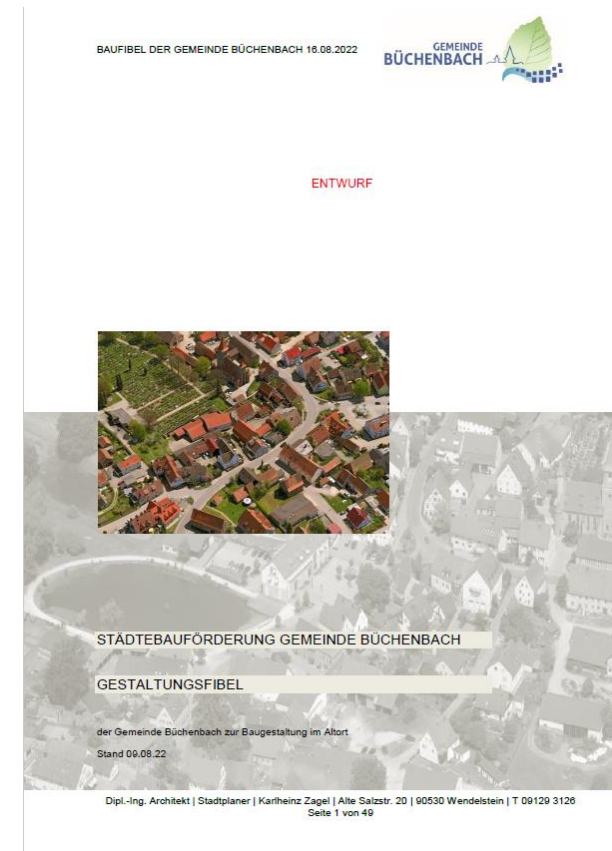 BAUFIBEL DER GEMEINDE BÜCHENBACH 16.08.2022
GEMEINDE
BÜCHENBACH
ENTWURF
STÄDTEBAUFÖRDERUNG GEMEINDE BÜCHENBACH
GESTALTUNGSFIBEL
der Gemeinde Büchenbach zur Baugestaltung im Altort
Stand 09.08.22
Dipl.-Ing. Architekt | Stadtplaner | Karlheinz Zagel | Alte Salzstr. 20 | 90530 Wendelstein | T 09129 3126
Seite 1 von 49